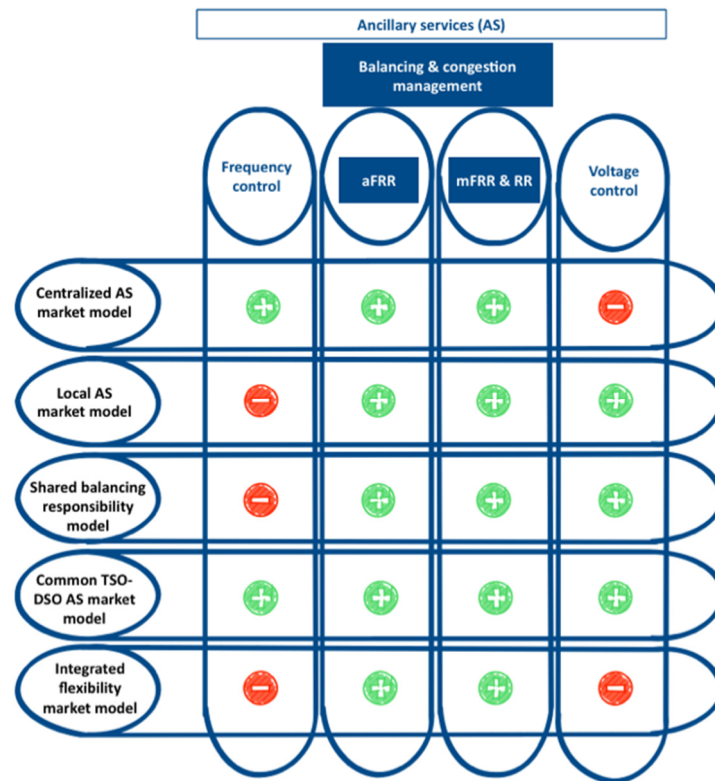 Ancillary services (AS)
Balancing & congestion
management
Frequency
control
aFRR
mFRR & RR
Voltage
control
Centralized AS
market model
Local AS
market model
Shared balancing
responsibility
model
Common TSO-
DSO AS market
model
Integrated
flexibility
market model